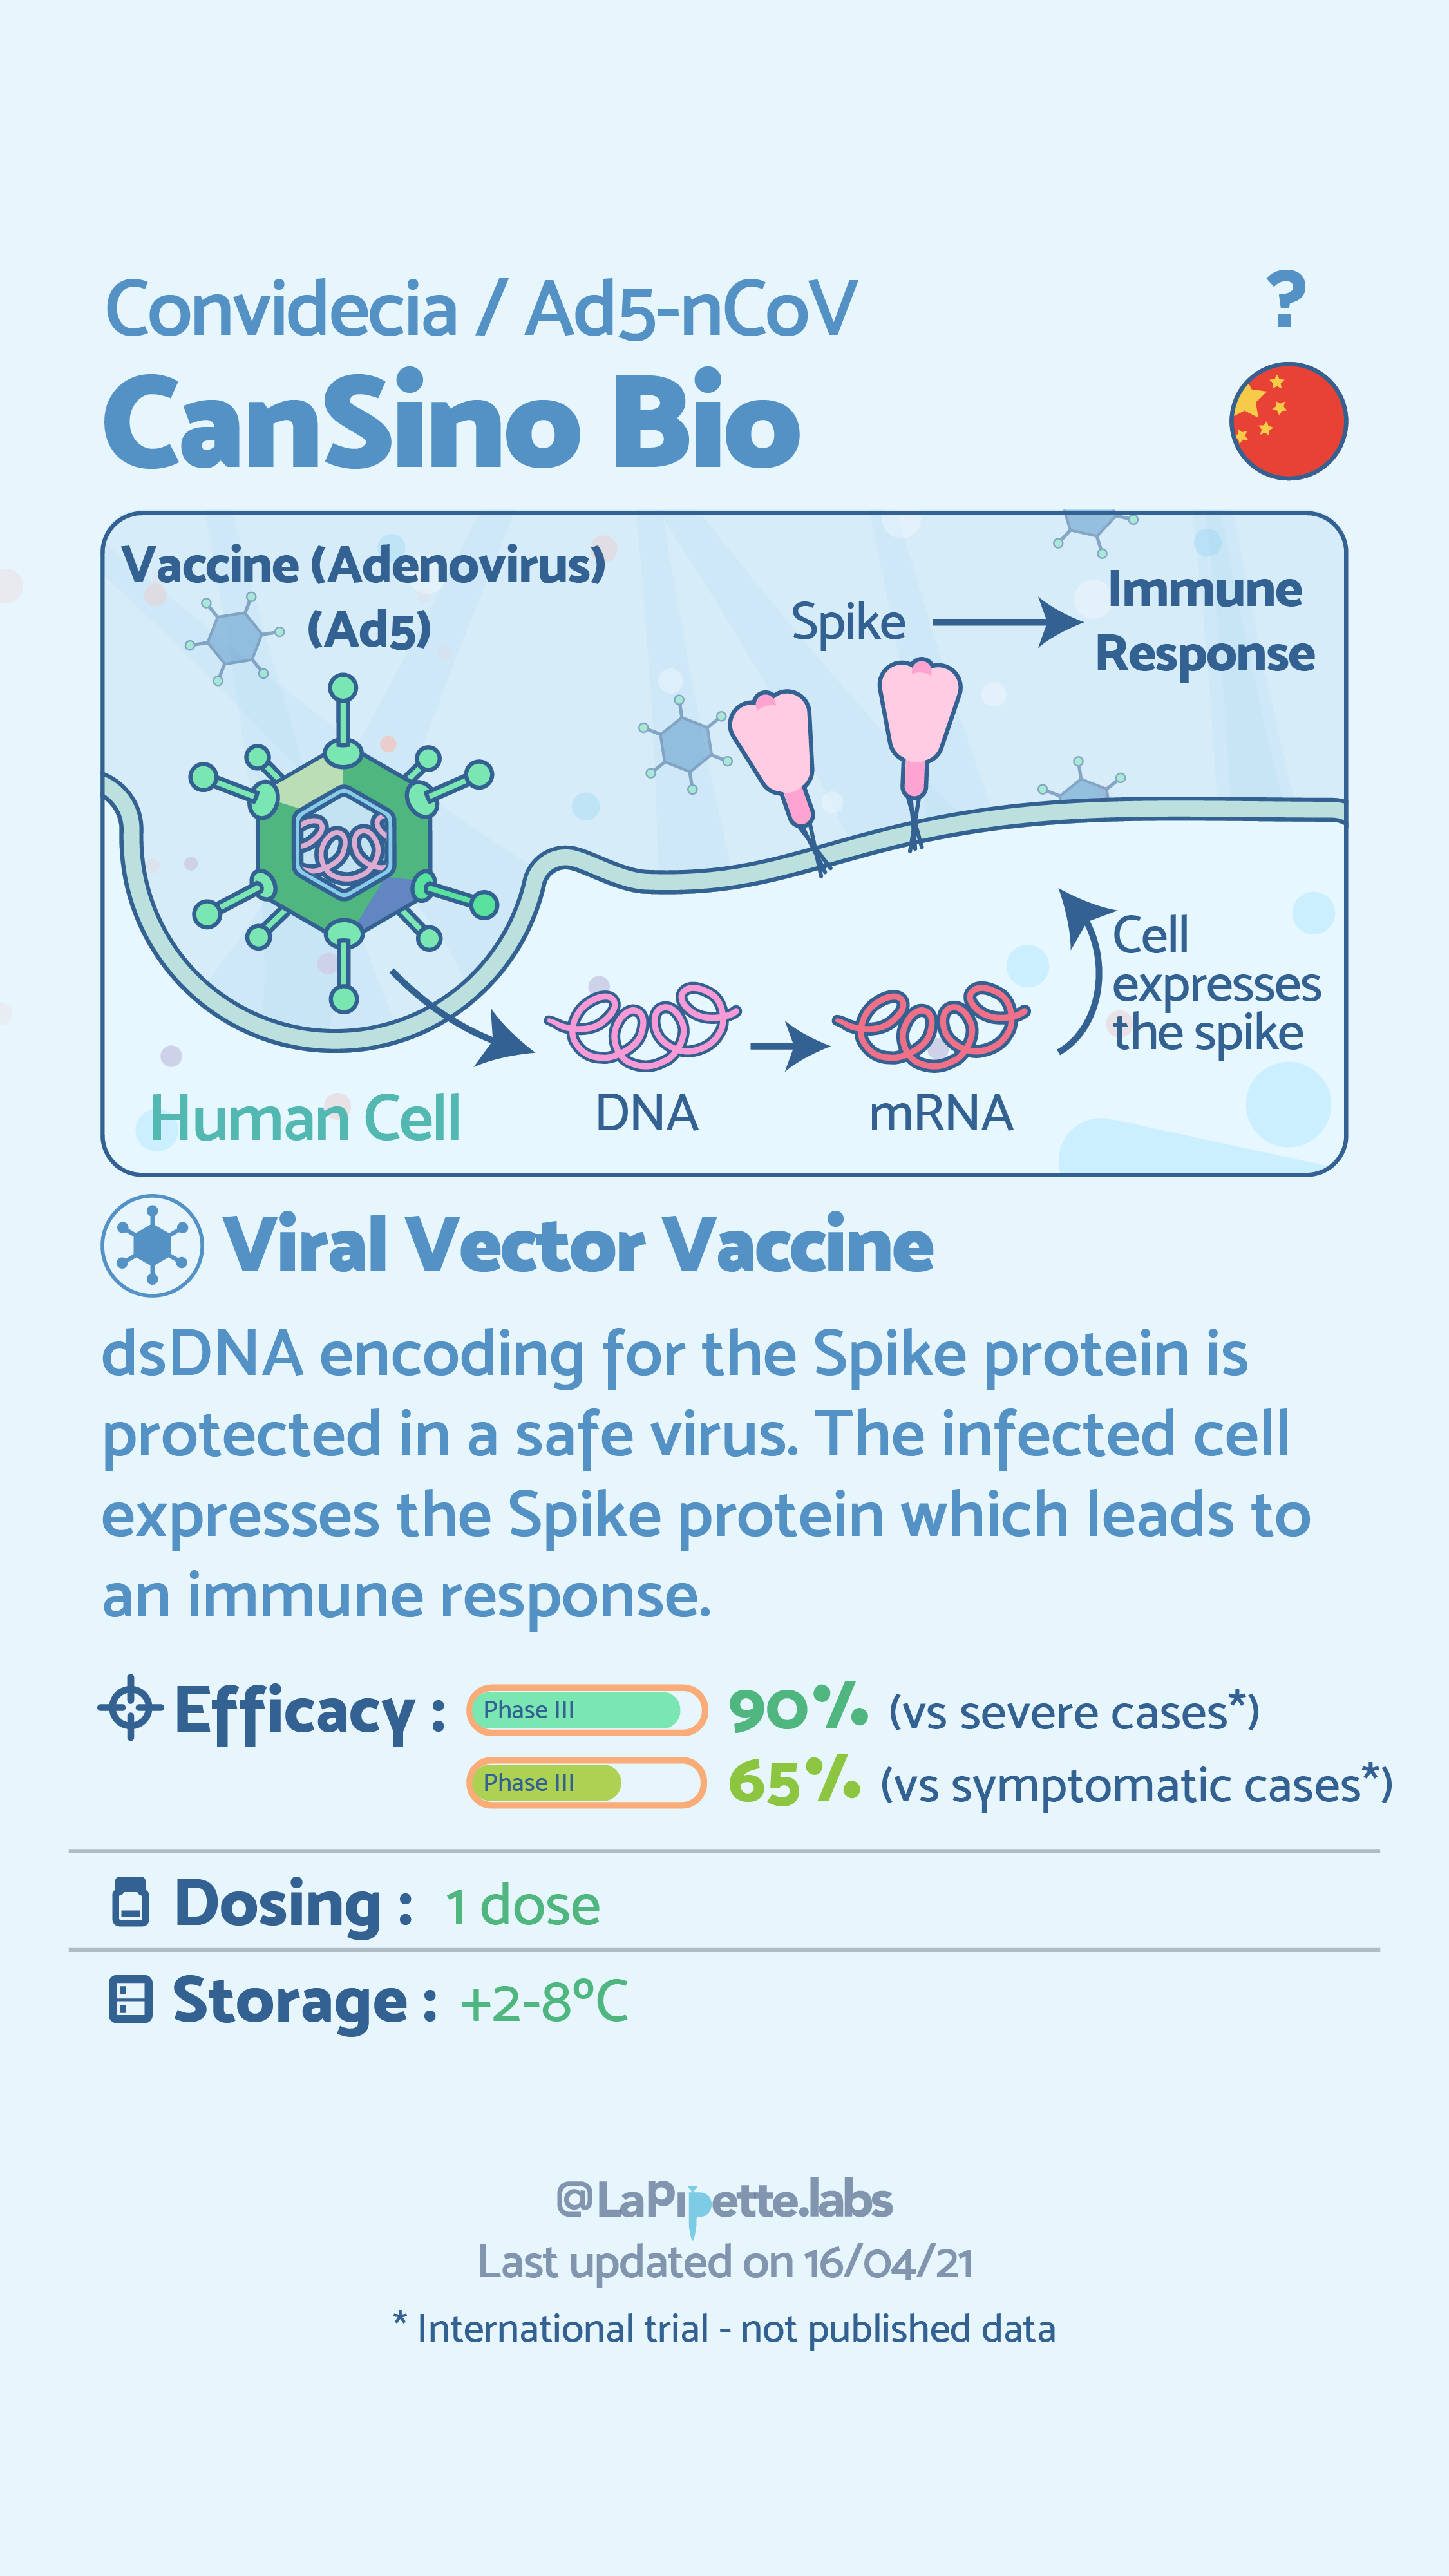 Convidecia / Ad5-nCoV
?
CanSino Bio
Vaccine (Adenovirus)
(Ad5)
Spike
Immune
Response
Cell
expresses
the spike
Human Cell
DNA
mRNA
Viral Vector Vaccine
dsDNA encoding for the Spike protein is
protected in a safe virus. The infected cell
expresses the Spike protein which leads to
an immune response.
Efficacy : Phase III 90% (vs severe cases*)
Phase III 65% (vs symptomatic cases*)
Dosing : 1 dose
Storage : +2-8°C
@LaPipette.labs
Last updated on 16/04/21
* International trial - not published data